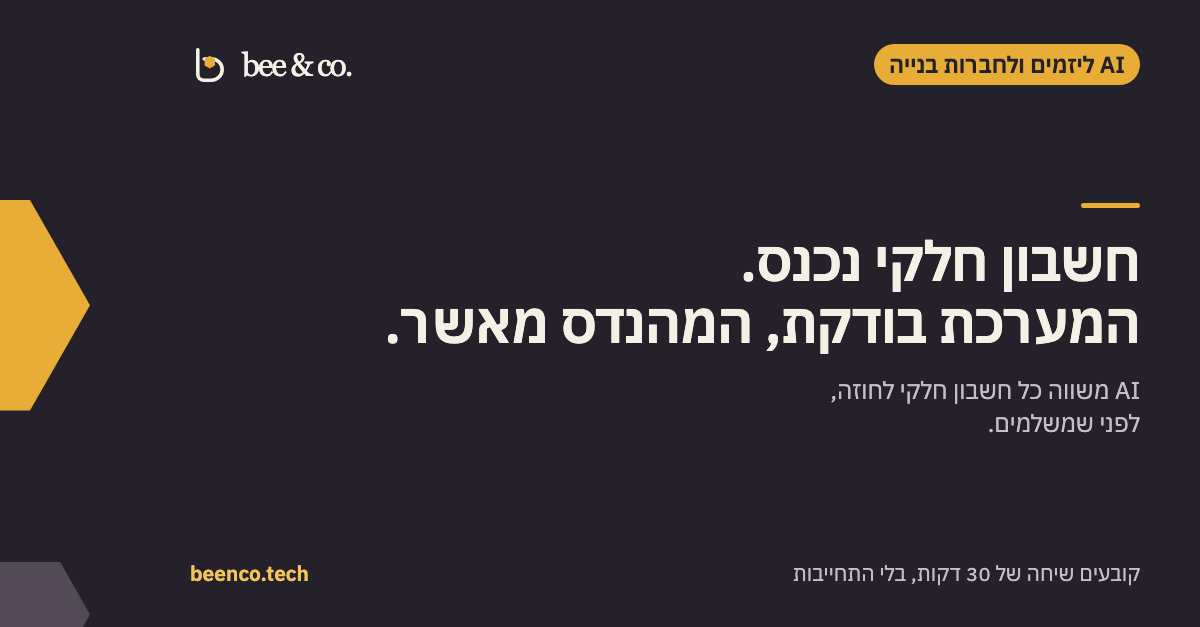 AI ליזמים ולחברות בנייה
bee & co.
חשבון חלקי נכנס.
המערכת בודקת, המהנדס מאשר.
AI משווה כל חשבון חלקי לחוזה,
לפני שמשלמים.
קובעים שיחה של 30 דקות, בלי התחייבות
beenco.tech